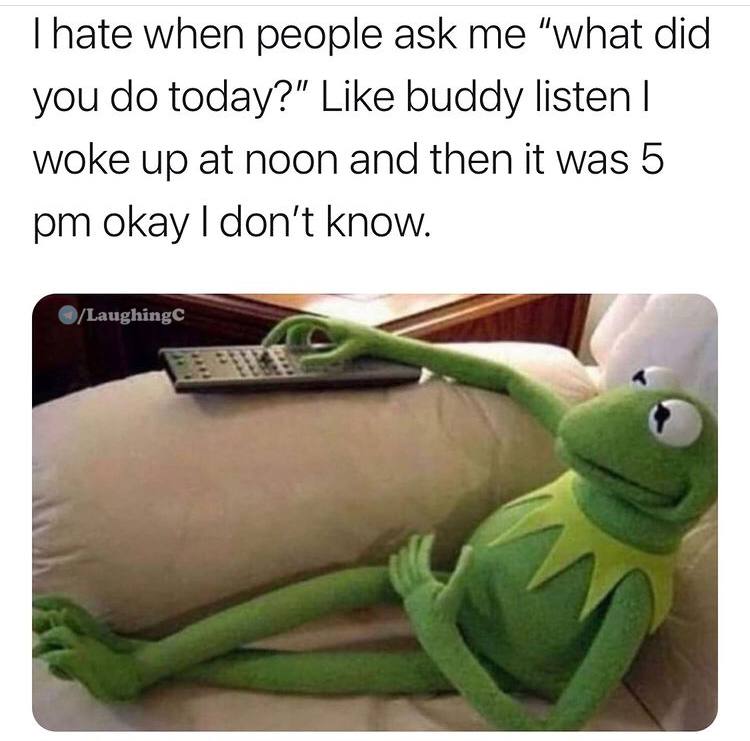 I hate when people ask me “what did
you do today?” Like buddy listen I
woke up at noon and then it was 5
pm okay I don’t know.
/LaughingC